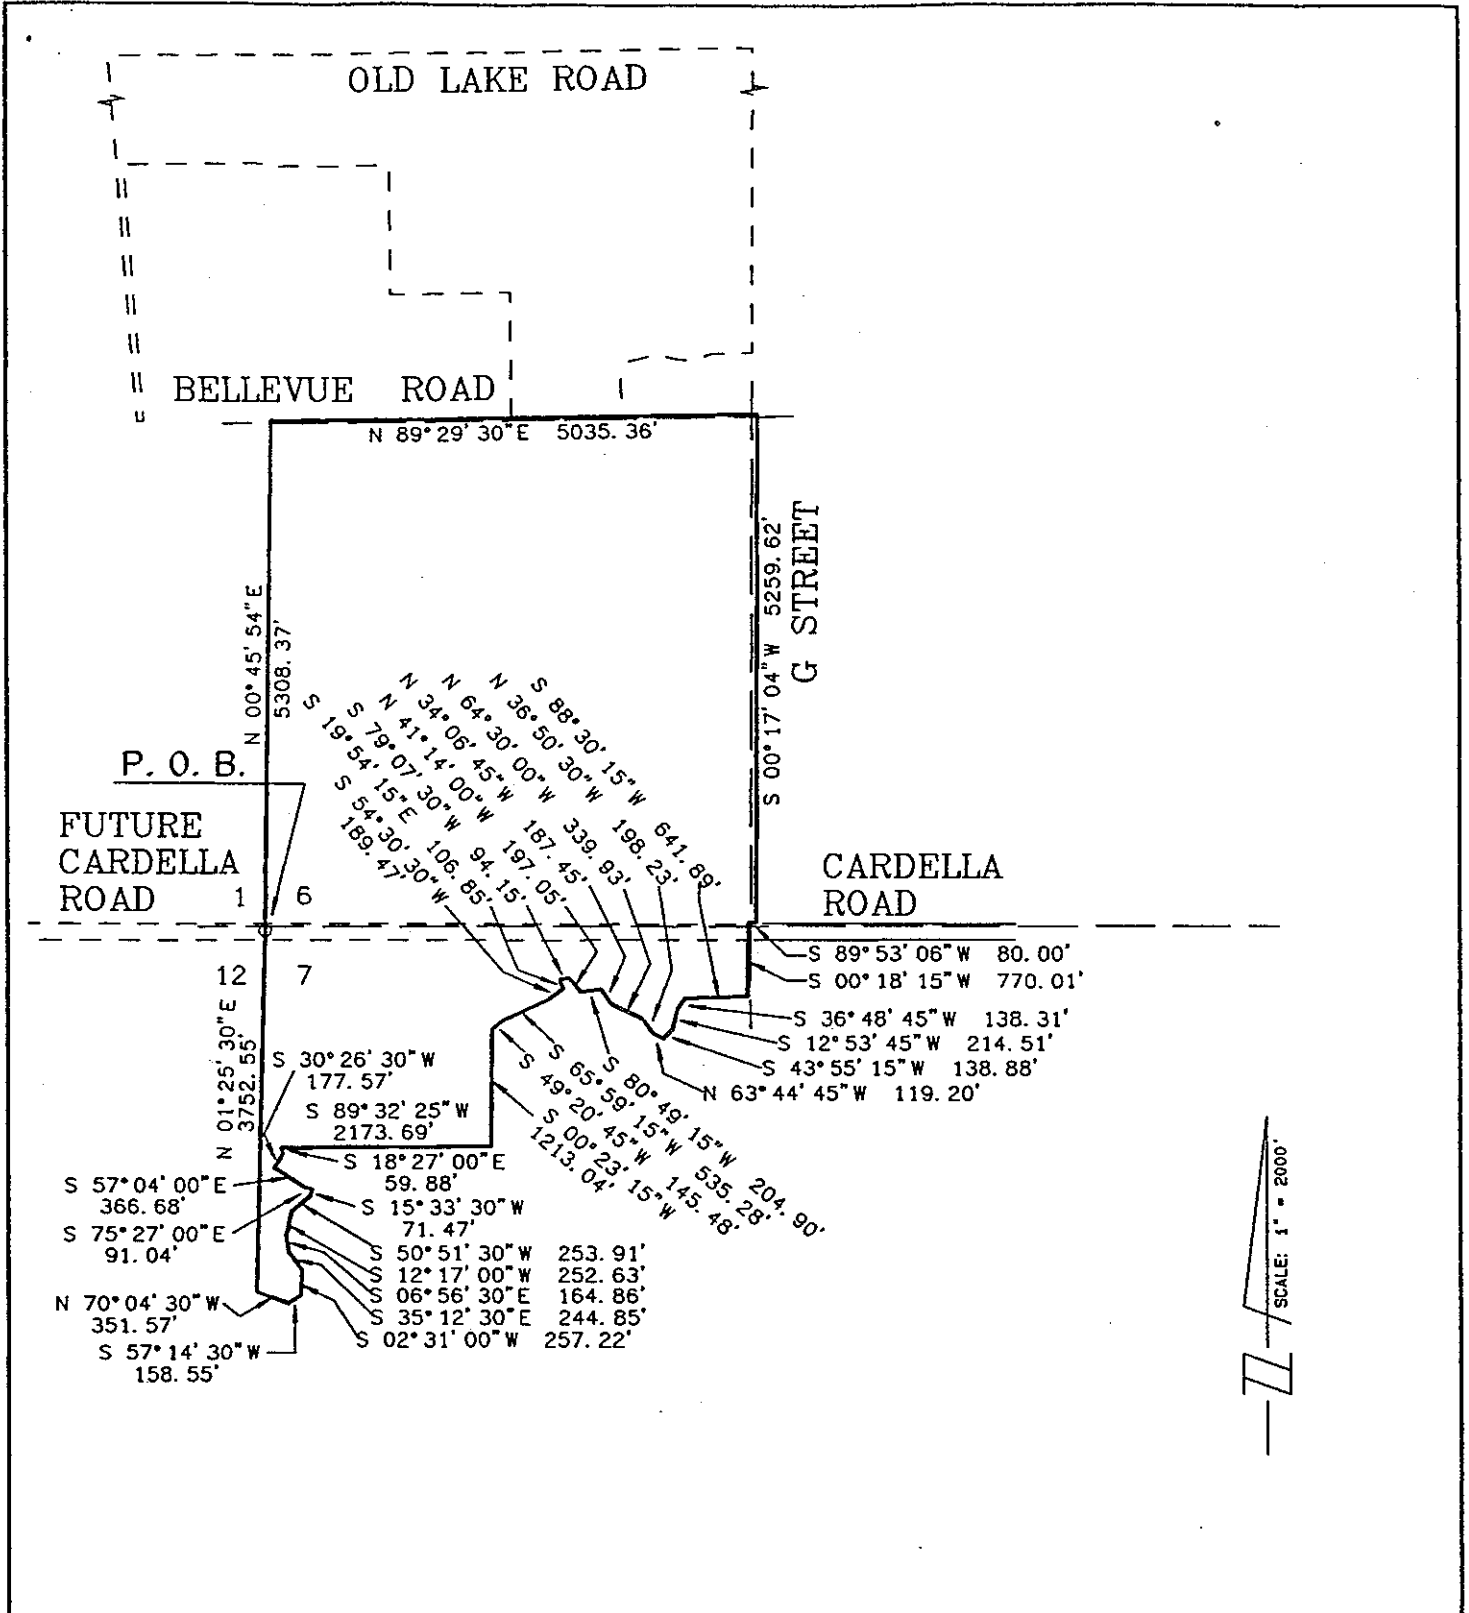 OLD LAKE ROAD
BELLEVUE ROAD
N 89° 29' 30"E 5035. 36'
N 00° 45' 54"E
5308. 37'
S 00° 17' 04"W 5259. 62'
G STREET
P. O. B.
FUTURE
CARDELLA
ROAD
1 6
12 7
CARDELLA
ROAD
S 88° 30' 15"W 641. 89'
N 36° 50' 30"W 198. 23'
N 64° 30' 00"W 339. 93'
N 34° 06' 45"W 187. 45'
N 41° 14' 00"W 197. 05'
S 79° 07' 30"W 94. 15'
S 19° 54' 15"E 106. 85'
S 54° 30' 30"W
189. 47'
S 89° 53' 06"W 80. 00'
S 00° 18' 15"W 770. 01'
S 36° 48' 45"W 138. 31'
S 12° 53' 45"W 214. 51'
S 43° 55' 15"W 138. 88'
N 63° 44' 45"W 119. 20'
S 80° 49' 15"W 204. 90'
S 65° 59' 15"W 535. 28'
S 49° 20' 45"W 145. 48'
S 00° 23' 15"W
1213. 04'
N 01° 25' 30"E
3752. 55'
S 30° 26' 30"W
177. 57'
S 89° 32' 25"W
2173. 69'
S 18° 27' 00"E
59. 88'
S 57° 04' 00"E
366. 68'
S 15° 33' 30"W
71. 47'
S 75° 27' 00"E
91. 04'
S 50° 51' 30"W 253. 91'
S 12° 17' 00"W 252. 63'
S 06° 56' 30"E 164. 86'
S 35° 12' 30"E 244. 85'
S 02° 31' 00"W 257. 22'
N 70° 04' 30"W
351. 57'
S 57° 14' 30"W
158. 55'
SCALE: 1" = 2000'
N